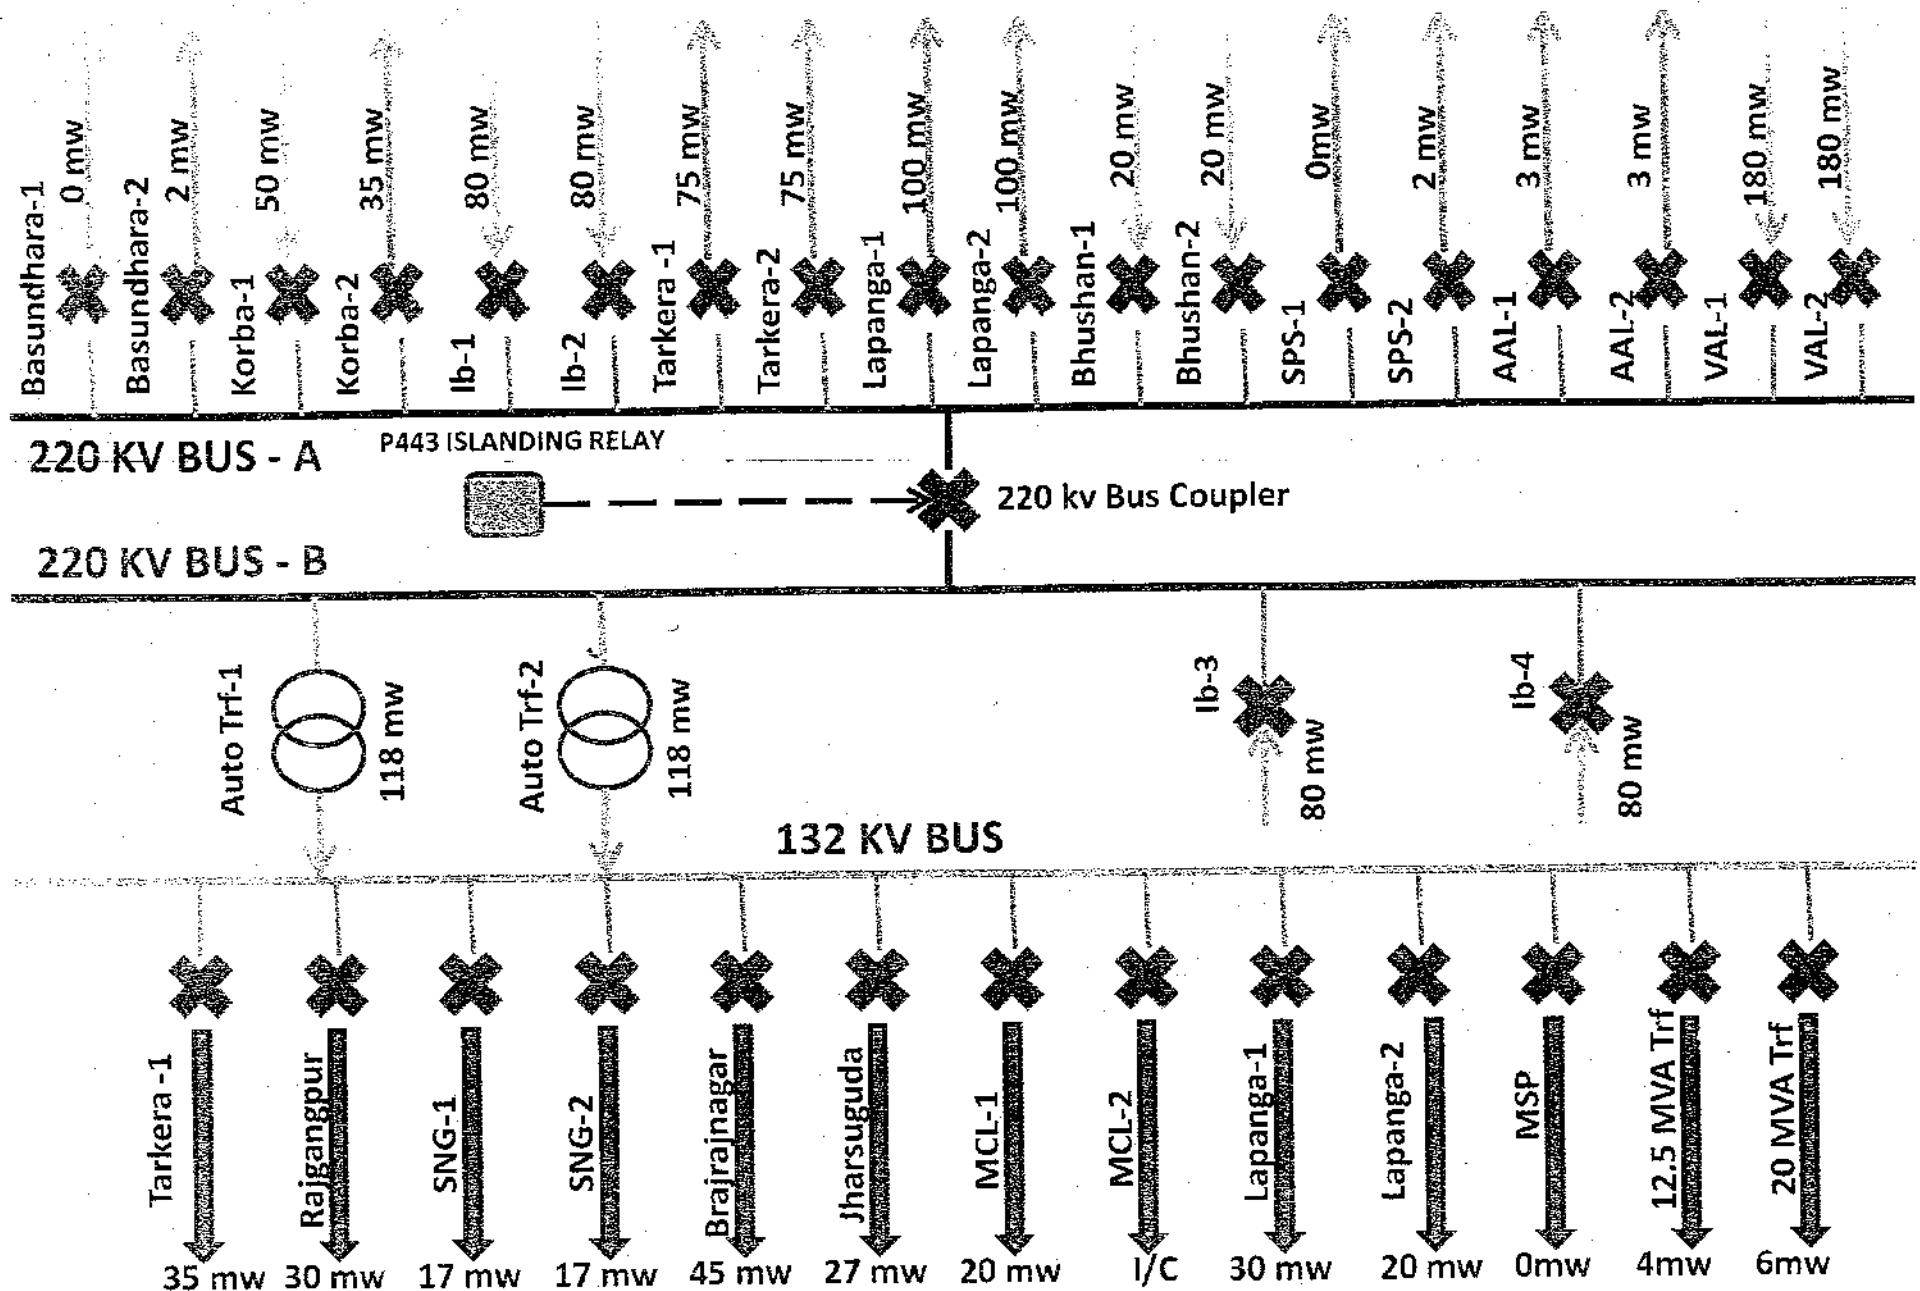 Basundhara-1
0 mw
Basundhara-2
2 mw
Korba-1
50 mw
Korba-2
35 mw
Ib-1
80 mw
Ib-2
80 mw
Tarkera -1
75 mw
Tarkera-2
75 mw
Lapanga-1
100 mw
Lapanga-2
100 mw
Bhushan-1
20 mw
Bhushan-2
20 mw
SPS-1
0mw
SPS-2
2 mw
AAL-1
3 mw
AAL-2
3 mw
VAL-1
180 mw
VAL-2
180 mw
220 KV BUS - A
P443 ISLANDING RELAY
220 kv Bus Coupler
220 KV BUS - B
Auto Trf-1
118 mw
Auto Trf-2
118 mw
Ib-3
80 mw
Ib-4
80 mw
132 KV BUS
Tarkera -1
35 mw
Rajgangpur
30 mw
SNG-1
17 mw
SNG-2
17 mw
Brajrajnagar
45 mw
Jharsuguda
27 mw
MCL-1
20 mw
MCL-2
I/C
Lapanga-1
30 mw
Lapanga-2
20 mw
MSP
0mw
12.5 MVA Trf
4mw
20 MVA Trf
6mw